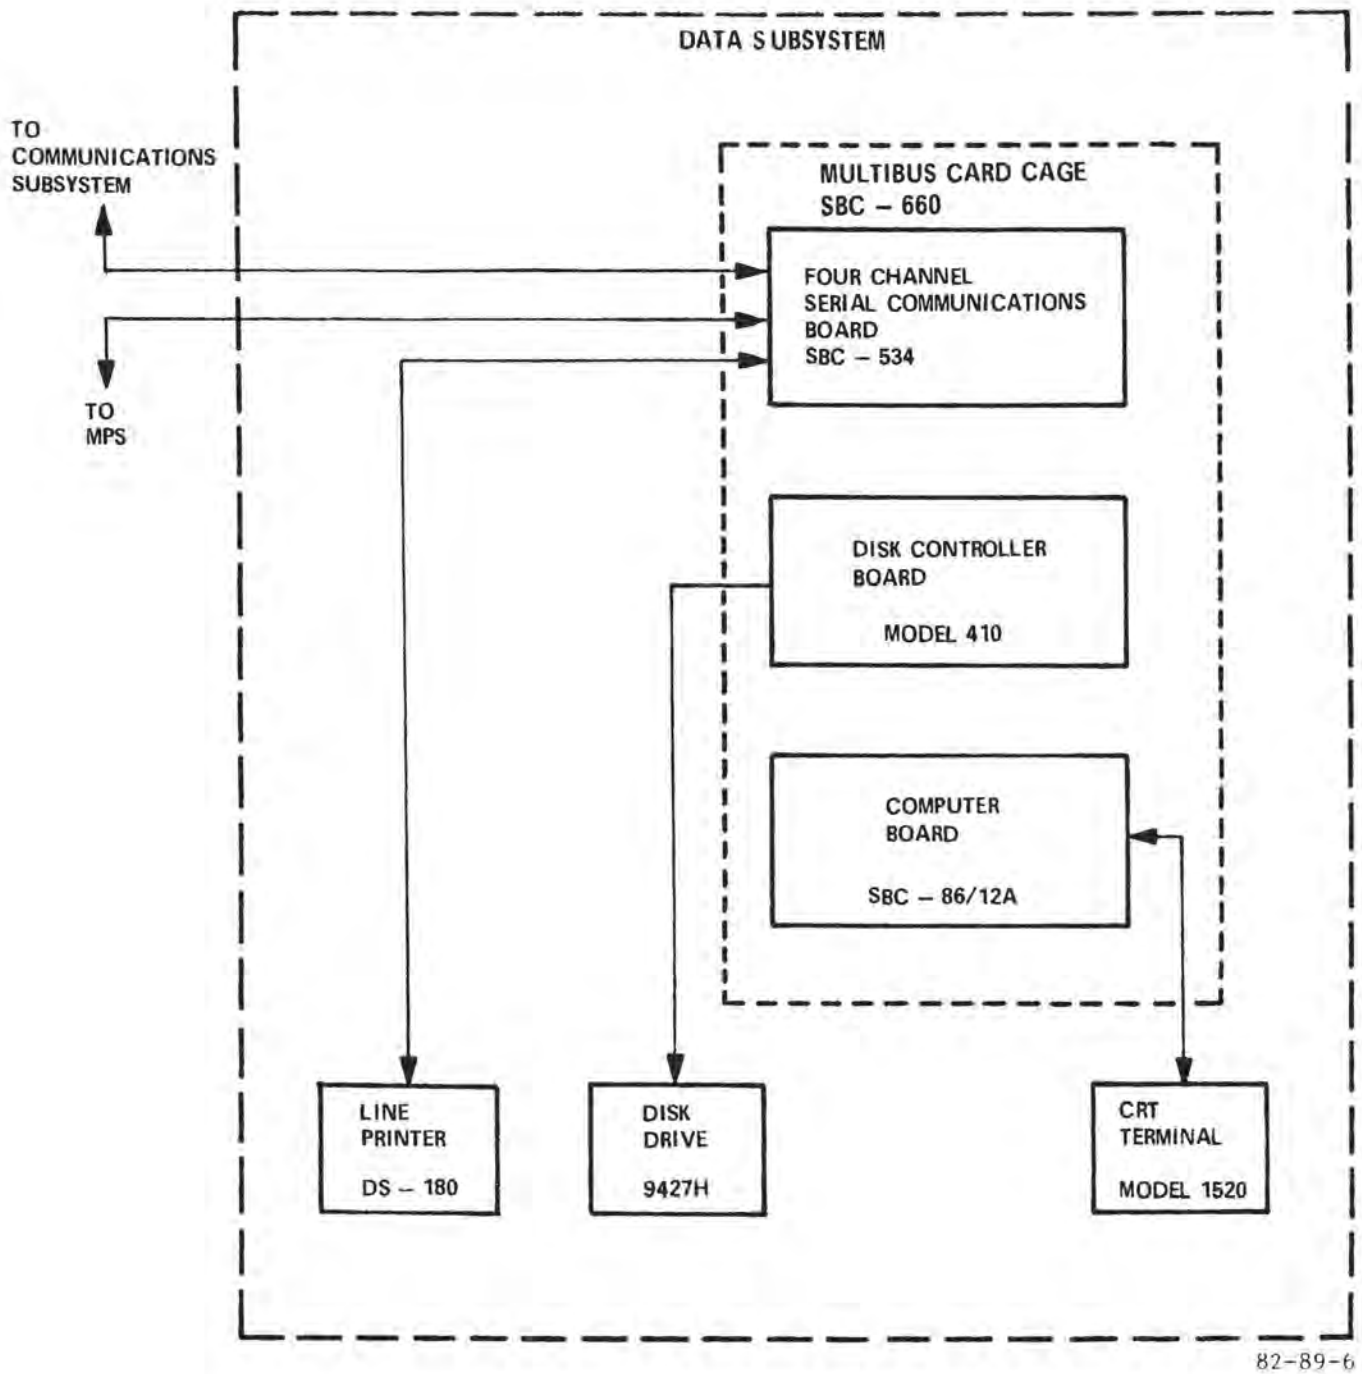 DATA SUBSYSTEM
TO
COMMUNICATIONS
SUBSYSTEM
TO
MPS
MULTIBUS CARD CAGE
SBC – 660
FOUR CHANNEL
SERIAL COMMUNICATIONS
BOARD
SBC – 534
DISK CONTROLLER
BOARD
MODEL 410
COMPUTER
BOARD
SBC – 86/12A
LINE
PRINTER
DS – 180
DISK
DRIVE
9427H
CRT
TERMINAL
MODEL 1520
82-89-6